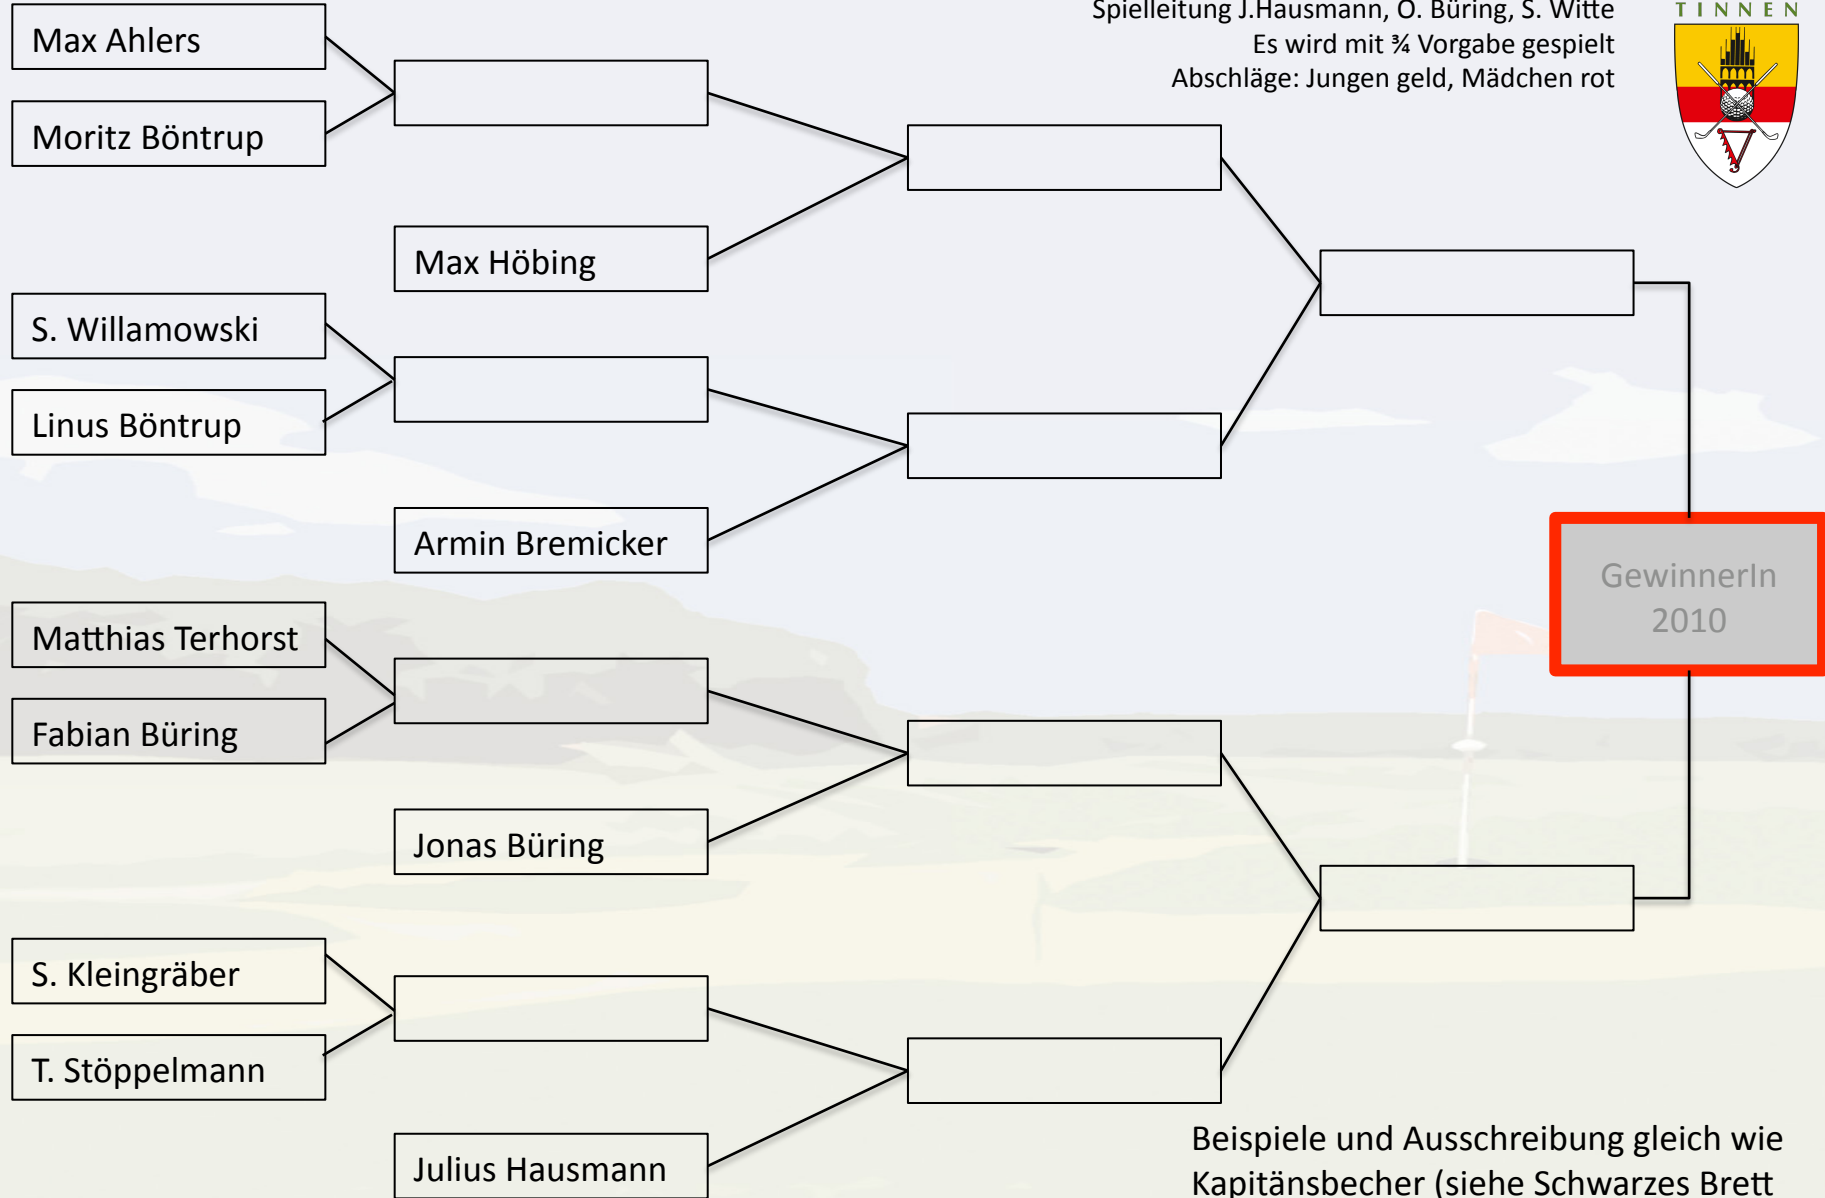 Spielleitung J.Hausmann, O. Büring, S. Witte
Es wird mit ¾ Vorgabe gespielt
Abschläge: Jungen geld, Mädchen rot
TINNEN
Max Ahlers
Moritz Böntrup
Max Höbing
S. Willamowski
Linus Böntrup
Armin Bremicker
Matthias Terhorst
Fabian Büring
Jonas Büring
S. Kleingräber
T. Stöppelmann
Julius Hausmann
GewinnerIn
2010
Beispiele und Ausschreibung gleich wie
Kapitänsbecher (siehe Schwarzes Brett